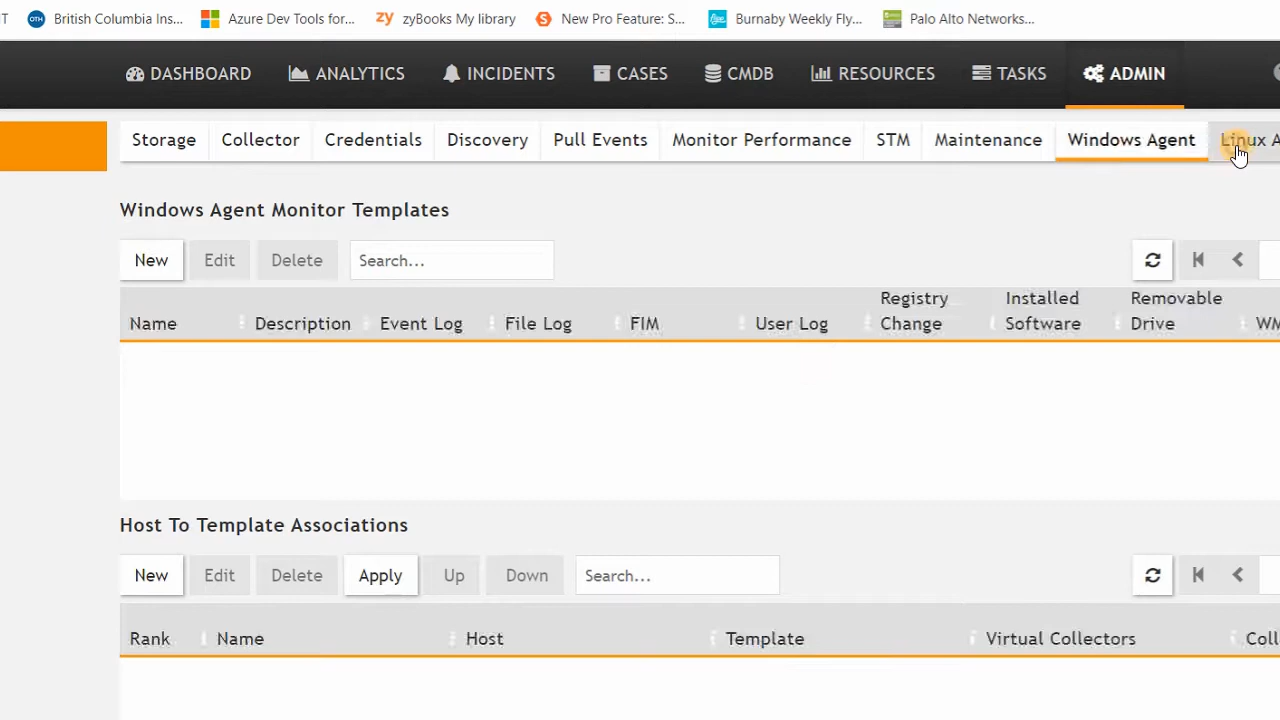 T British Columbia Ins... Azure Dev Tools for... zyBooks My library New Pro Feature: S... Burnaby Weekly Fly... Palo Alto Networks...
DASHBOARD ANALYTICS INCIDENTS CASES CMDB RESOURCES TASKS ADMIN
Storage Collector Credentials Discovery Pull Events Monitor Performance STM Maintenance Windows Agent Linux A
Windows Agent Monitor Templates
New Edit Delete Search...
Name Description Event Log File Log FIM User Log Registry Change Installed Software Removable Drive WM
Host To Template Associations
New Edit Delete Apply Up Down Search...
Rank Name Host Template Virtual Collectors Coll